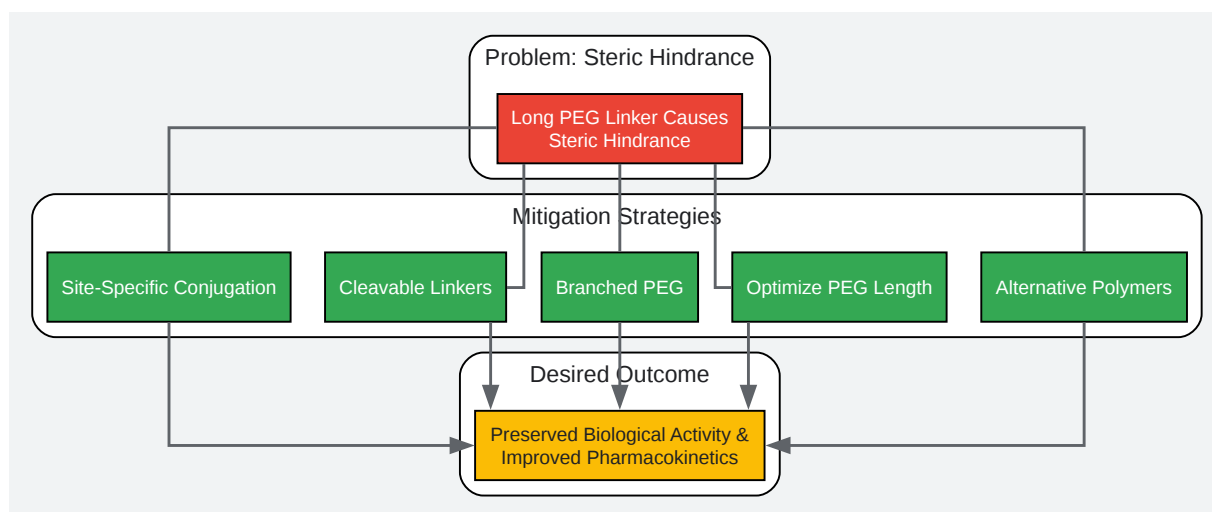 Problem: Steric Hindrance
Long PEG Linker Causes
Steric Hindrance
Mitigation Strategies
Site-Specific Conjugation
Cleavable Linkers
Branched PEG
Optimize PEG Length
Alternative Polymers
Desired Outcome
Preserved Biological Activity &
Improved Pharmacokinetics